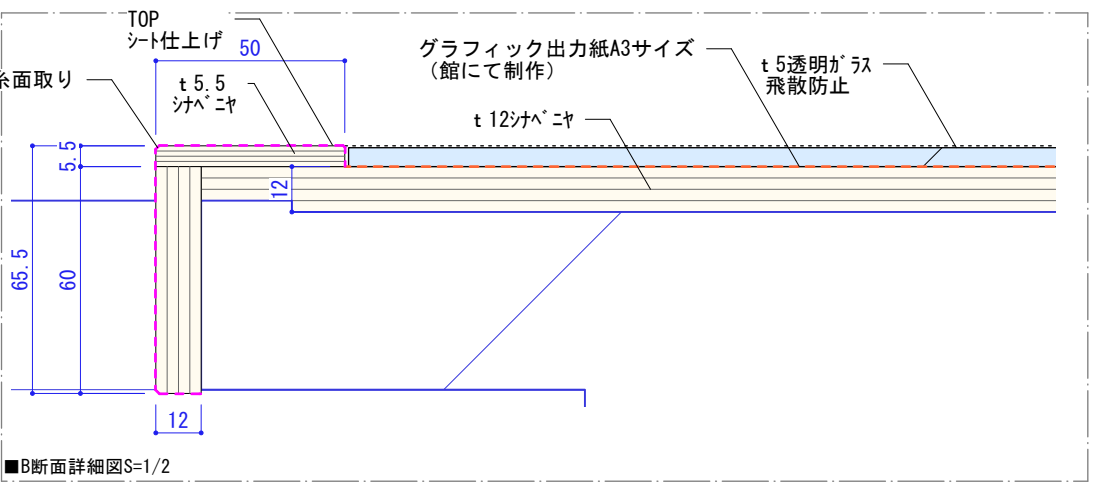 TOP
シート仕上げ
50
グラフィック出力紙A3サイズ
（館にて制作）
t 5透明ｶﾞﾗｽ
飛散防止
糸面取り
t 5.5
ｼﾅﾍﾞﾆﾔ
t 12ｼﾅﾍﾞﾆﾔ
5.5
12
65.5
60
12
■B断面詳細図S=1/2